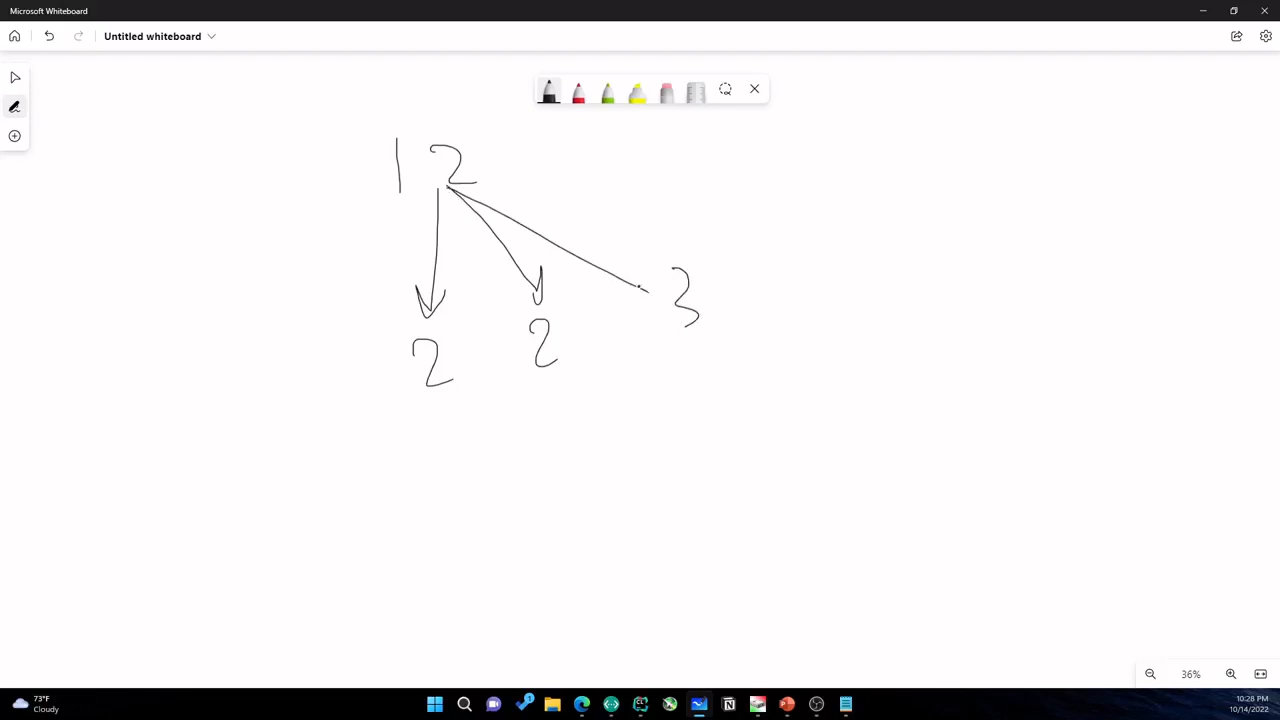 Microsoft Whiteboard
Untitled whiteboard
12
3
2
2
36%
73°F
Cloudy
10:28 PM
10/14/2022